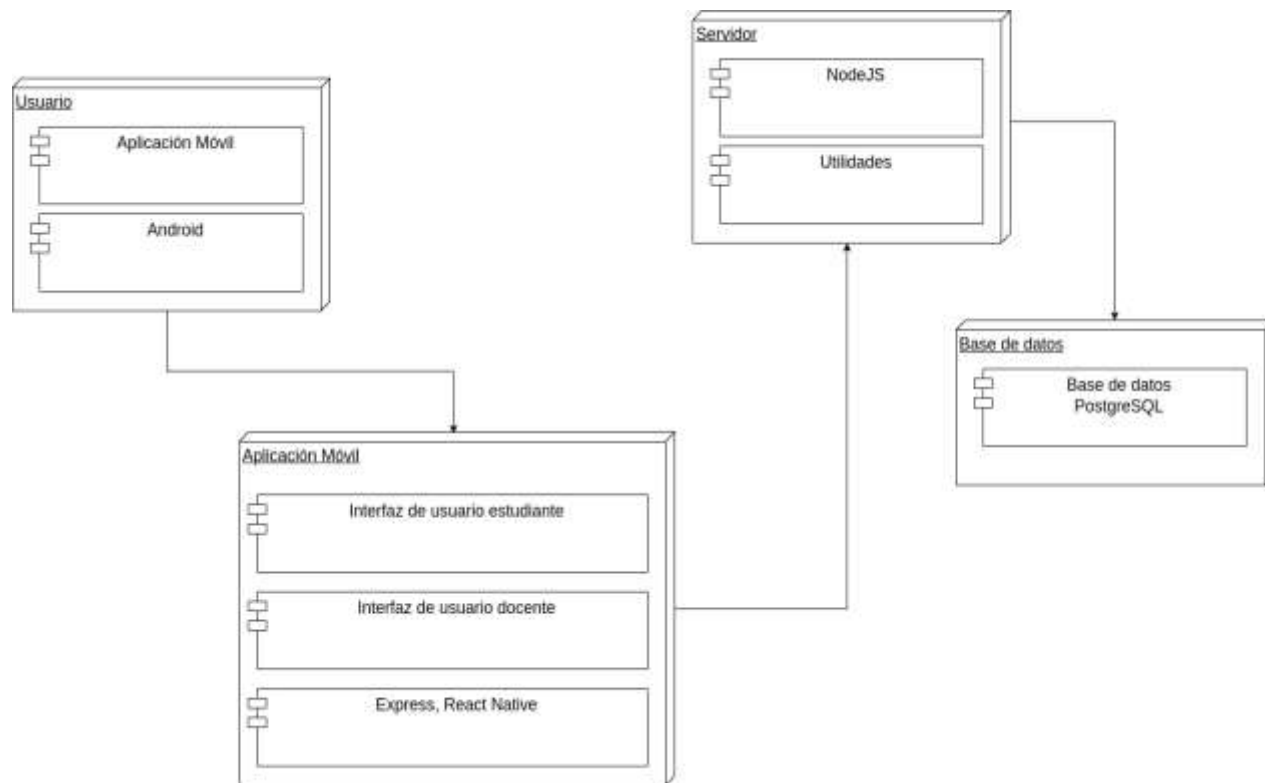 Usuario
Aplicación Móvil
Android
Servidor
NodeJS
Utilidades
Base de datos
Base de datos
PostgreSQL
Aplicación Móvil
Interfaz de usuario estudiante
Interfaz de usuario docente
Express, React Native